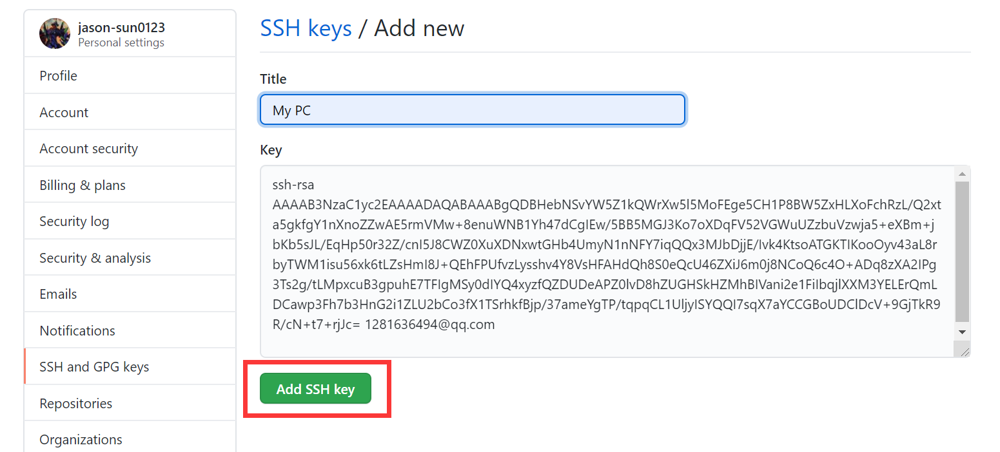 jason-sun0123
Personal settings
Profile
Account
Account security
Billing & plans
Security log
Security & analysis
Emails
Notifications
SSH and GPG keys
Repositories
Organizations
SSH keys / Add new
Title
My PC
Key
ssh-rsa
AAAAB3NzaC1yc2EAAAADAQABAAABgQDBHebNSvYW5Z1kQWrXw5l5MoFEge5CH1P8BW5ZxHLXoFchRzL/Q2xt
a5gkfgY1nXnoZZwAE5rmVMw+8enuWNB1Yh47dCgIEw/5BB5MGJ3Ko7oXDqFV52VGWuUZzbuVzwja5+eXBm+j
bKb5sJL/EqHp50r32Z/cnI5J8CWZ0XuXDNxwtGHb4UmyN1nNFY7iqQQx3MJbDjjE/Ivk4KtsoATGKTIKooOyv43aL8r
byTWM1isu56xk6tLZsHmI8J+QEhFPUfvzLysshv4Y8VsHFAHdQh8S0eQcU46ZXiJ6m0j8NCoQ6c4O+ADq8zXA2IPg
3Ts2g/tLMpxcuB3gpuhE7TFIgMSy0dIYQ4xyzfQZDUDeAPZ0lvD8hZUGHSkHZMhBIVani2e1FiIbqjlXXM3YELErQmL
DCawp3Fh7b3HnG2i1ZLU2bCo3fX1TSrhkfBjp/37ameYgTP/tqpqCL1UljyISYQQI7sqX7aYCCGBoUDClDcV+9GjTkR9
R/cN+t7+rjJc= 1281636494@qq.com
Add SSH key